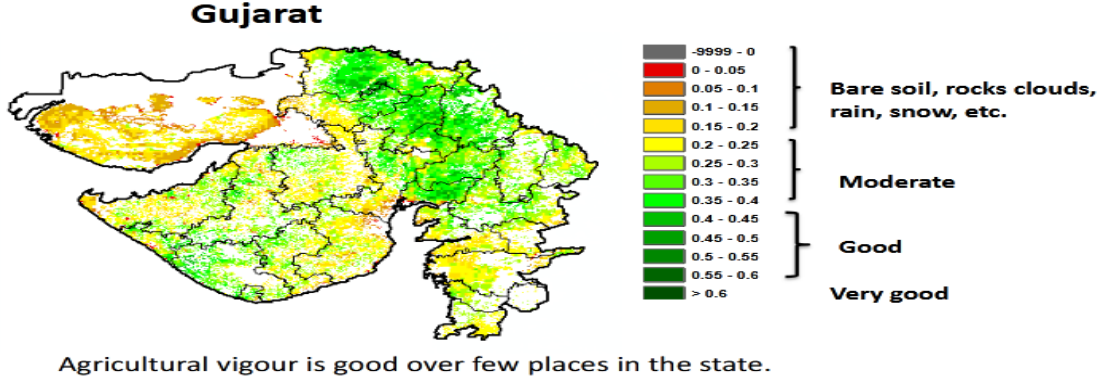 Gujarat
-9999 - 0
0 - 0.05
0.05 - 0.1
0.1 - 0.15
0.15 - 0.2
0.2 - 0.25
0.25 - 0.3
0.3 - 0.35
0.35 - 0.4
0.4 - 0.45
0.45 - 0.5
0.5 - 0.55
0.55 - 0.6
> 0.6
Bare soil, rocks clouds,
rain, snow, etc.
Moderate
Good
Very good
Agricultural vigour is good over few places in the state.